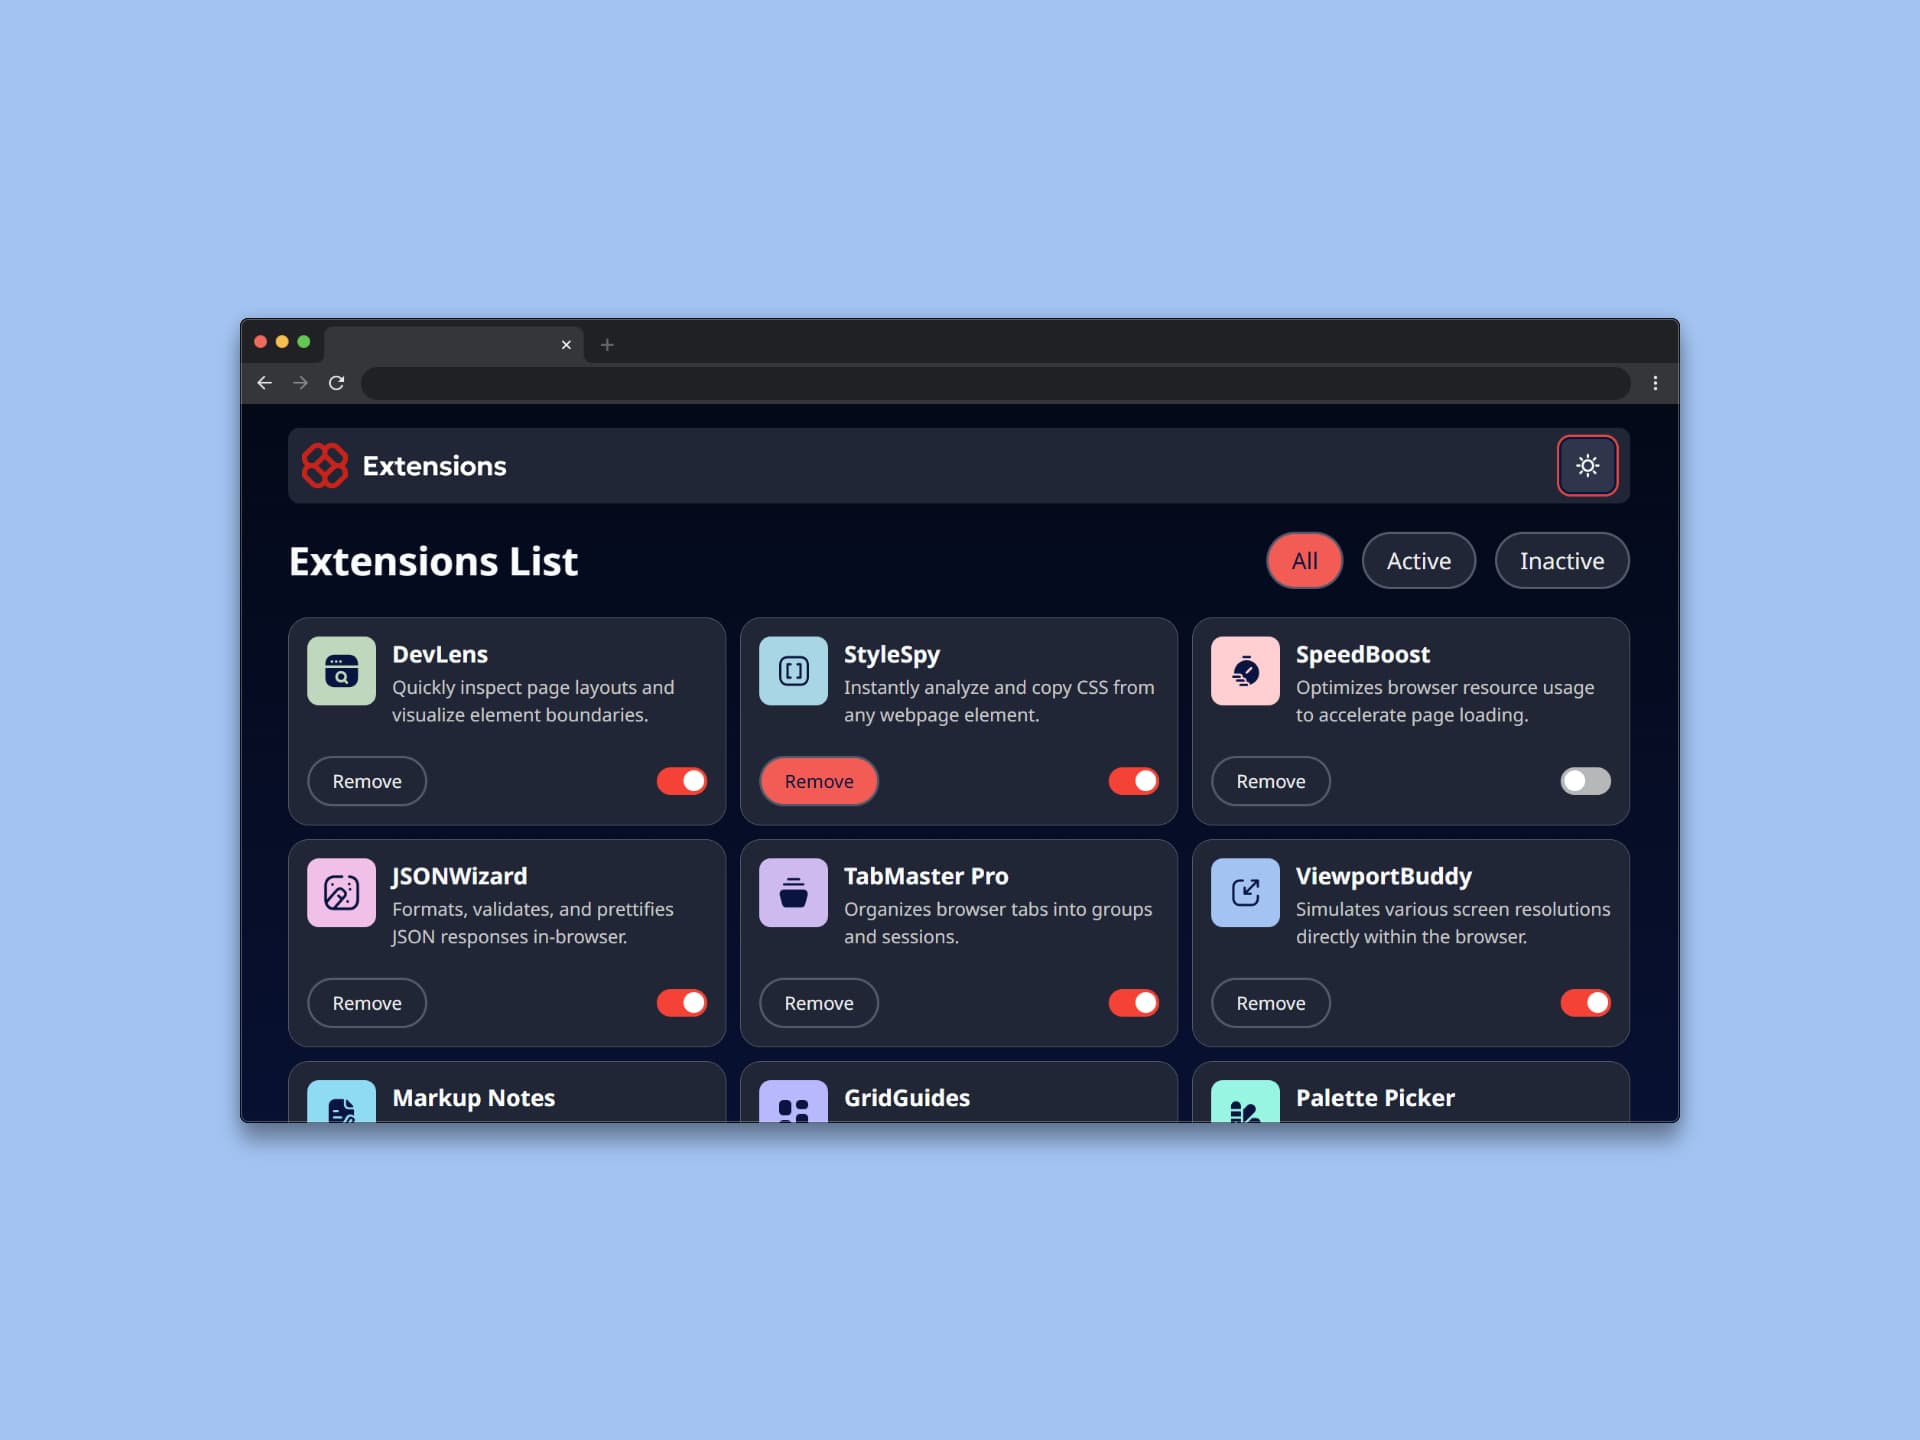 Extensions
Extensions List
All
Active
Inactive
DevLens
Quickly inspect page layouts and
visualize element boundaries.
Remove
StyleSpy
Instantly analyze and copy CSS from
any webpage element.
Remove
SpeedBoost
Optimizes browser resource usage
to accelerate page loading.
Remove
JSONWizard
Formats, validates, and prettifies
JSON responses in-browser.
Remove
TabMaster Pro
Organizes browser tabs into groups
and sessions.
Remove
ViewportBuddy
Simulates various screen resolutions
directly within the browser.
Remove
Markup Notes
GridGuides
Palette Picker